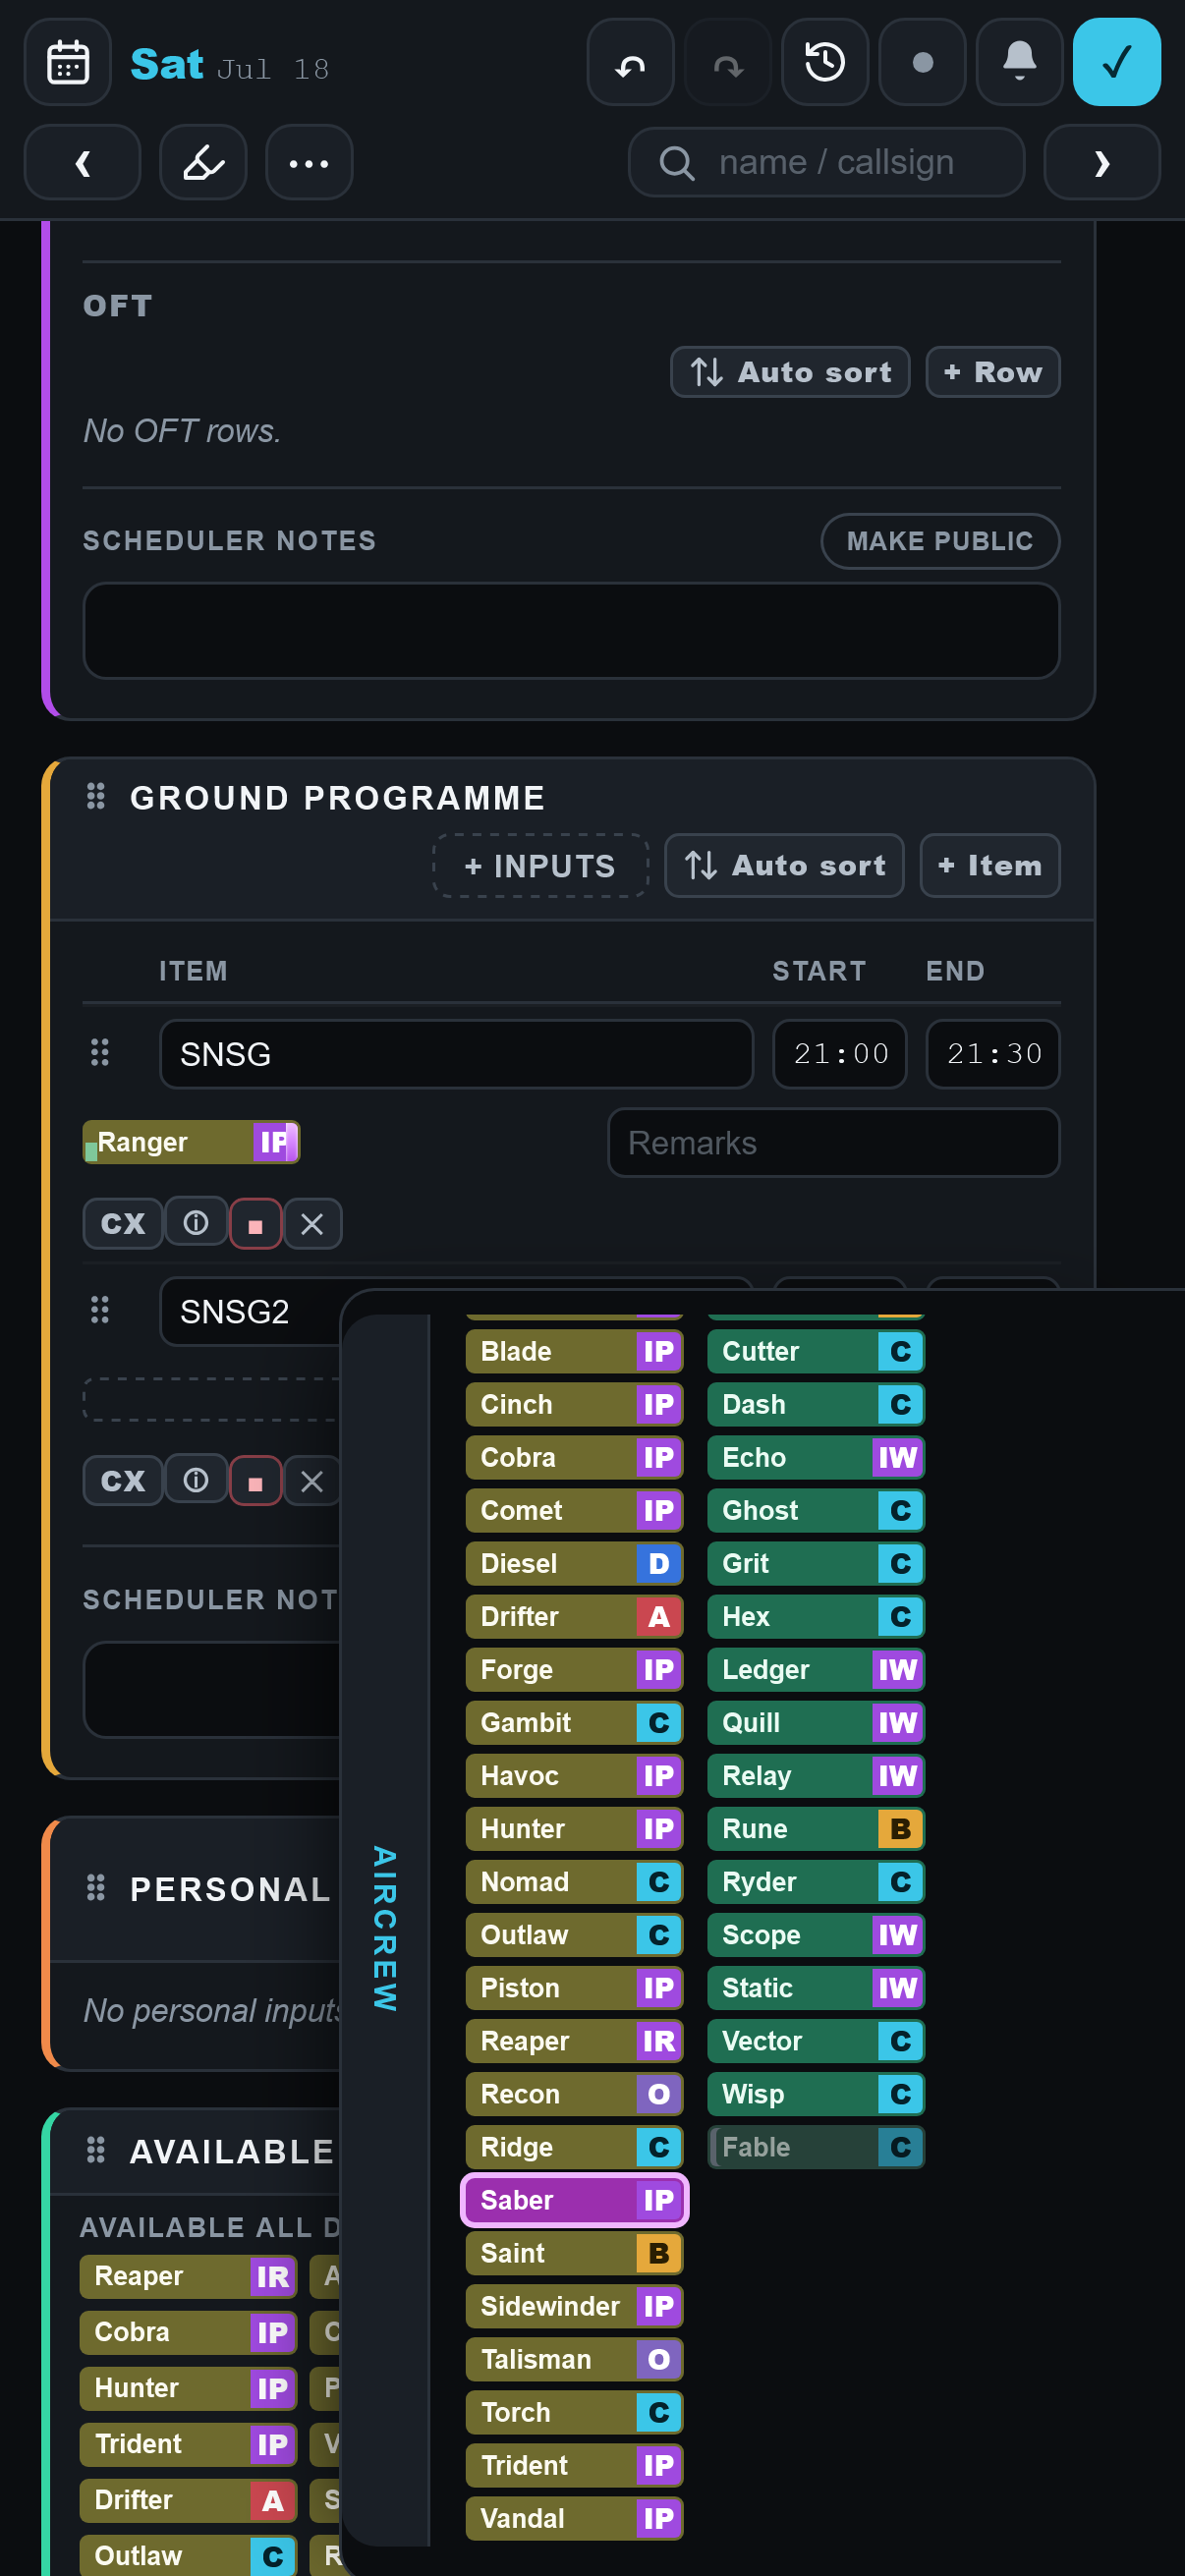 Sat Jul 18
name / callsign
OFT
Auto sort
+ Row
No OFT rows.
SCHEDULER NOTES
MAKE PUBLIC
GROUND PROGRAMME
+ INPUTS
Auto sort
+ Item
ITEM START END
SNSG 21:00 21:30
Ranger IP
Remarks
CX
SNSG2
CX
SCHEDULER NOT
PERSONAL
No personal inputs
AVAILABLE
AVAILABLE ALL D
Reaper IR
Cobra IP
Hunter IP
Trident IP
Drifter A
Outlaw C
AIRCREW
Blade IP
Cinch IP
Cobra IP
Comet IP
Diesel D
Drifter A
Forge IP
Gambit C
Havoc IP
Hunter IP
Nomad C
Outlaw C
Piston IP
Reaper IR
Recon O
Ridge C
Saber IP
Saint B
Sidewinder IP
Talisman O
Torch C
Trident IP
Vandal IP
Cutter C
Dash C
Echo IW
Ghost C
Grit C
Hex C
Ledger IW
Quill IW
Relay IW
Rune B
Ryder C
Scope IW
Static IW
Vector C
Wisp C
Fable C